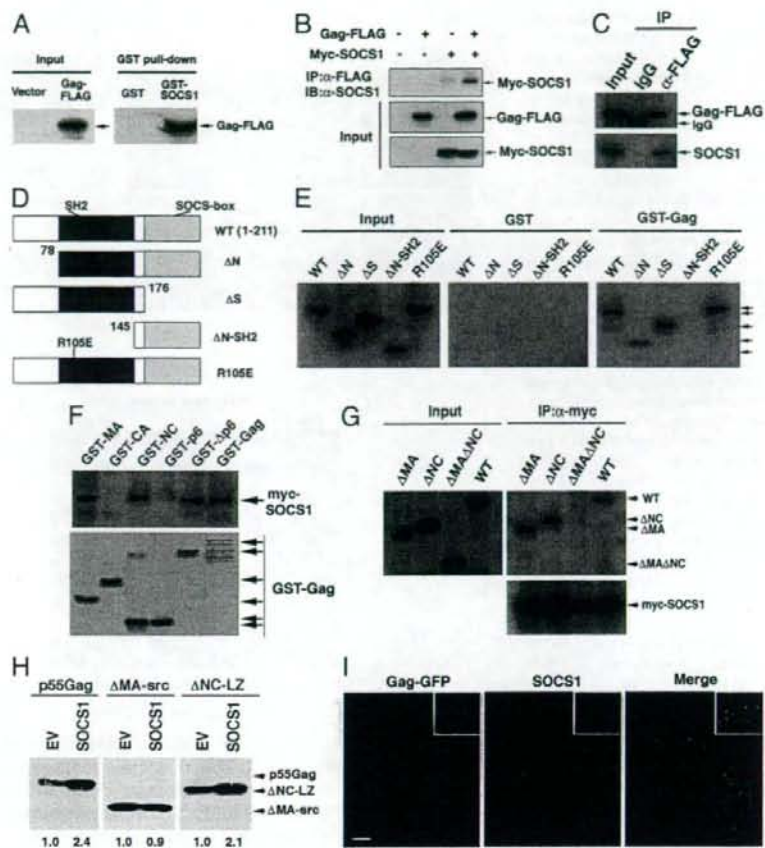 A
Input
GST pull-down
Vector
Gag-FLAG
GST
GST-SOCS1
Gag-FLAG
B
Gag-FLAG - + - +
Myc-SOCS1 - - + +
IP:α-FLAG
IB:α-SOCS1
Myc-SOCS1
Gag-FLAG
Input
Myc-SOCS1
C
IP
Input IgG α-FLAG
Gag-FLAG
IgG
SOCS1
D
SH2
SOCS-box
WT (1-211)
78
ΔN
176
ΔS
145
ΔN-SH2
R105E
R105E
E
Input
GST
GST-Gag
WT ΔN ΔS ΔN-SH2 R105E
WT ΔN ΔS ΔN-SH2 R105E
WT ΔN ΔS ΔN-SH2 R105E
F
GST-MA GST-CA GST-NC GST-p6 GST-Δp6 GST-Gag
myc-SOCS1
GST-Gag
G
Input
IP:α-myc
ΔMA ΔNC ΔMAΔNC WT
ΔMA ΔNC ΔMAΔNC WT
WT
ΔNC
ΔMA
ΔMAΔNC
myc-SOCS1
H
p55Gag ΔMA-src ΔNC-LZ
EV SOCS1 EV SOCS1 EV SOCS1
p55Gag
ΔNC-LZ
ΔMA-src
1.0 2.4 1.0 0.9 1.0 2.1
I
Gag-GFP
SOCS1
Merge